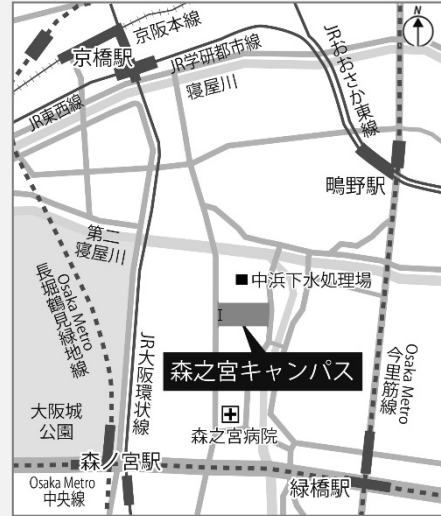 N
京阪本線
京橋駅
JR学研都市線
JRおおさか東線
寝屋川
JR東西線
鴫野駅
第二
寝屋川
中浜下水処理場
Osaka Metro
長堀鶴見緑地線
JR大阪環状線
森之宮キャンパス
Osaka Metro
今里筋線
大阪城
公園
森之宮病院
森ノ宮駅
Osaka Metro
中央線
緑橋駅